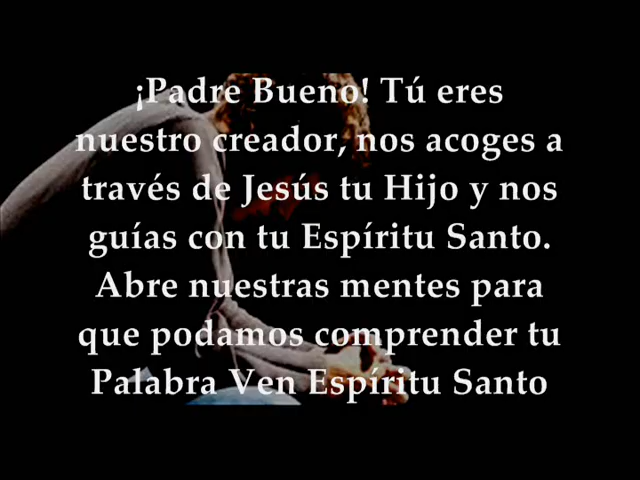 ¡Padre Bueno! Tú eres
nuestro creador, nos acoges a
través de Jesús tu Hijo y nos
guías con tu Espíritu Santo.
Abre nuestras mentes para
que podamos comprender tu
Palabra Ven Espíritu Santo